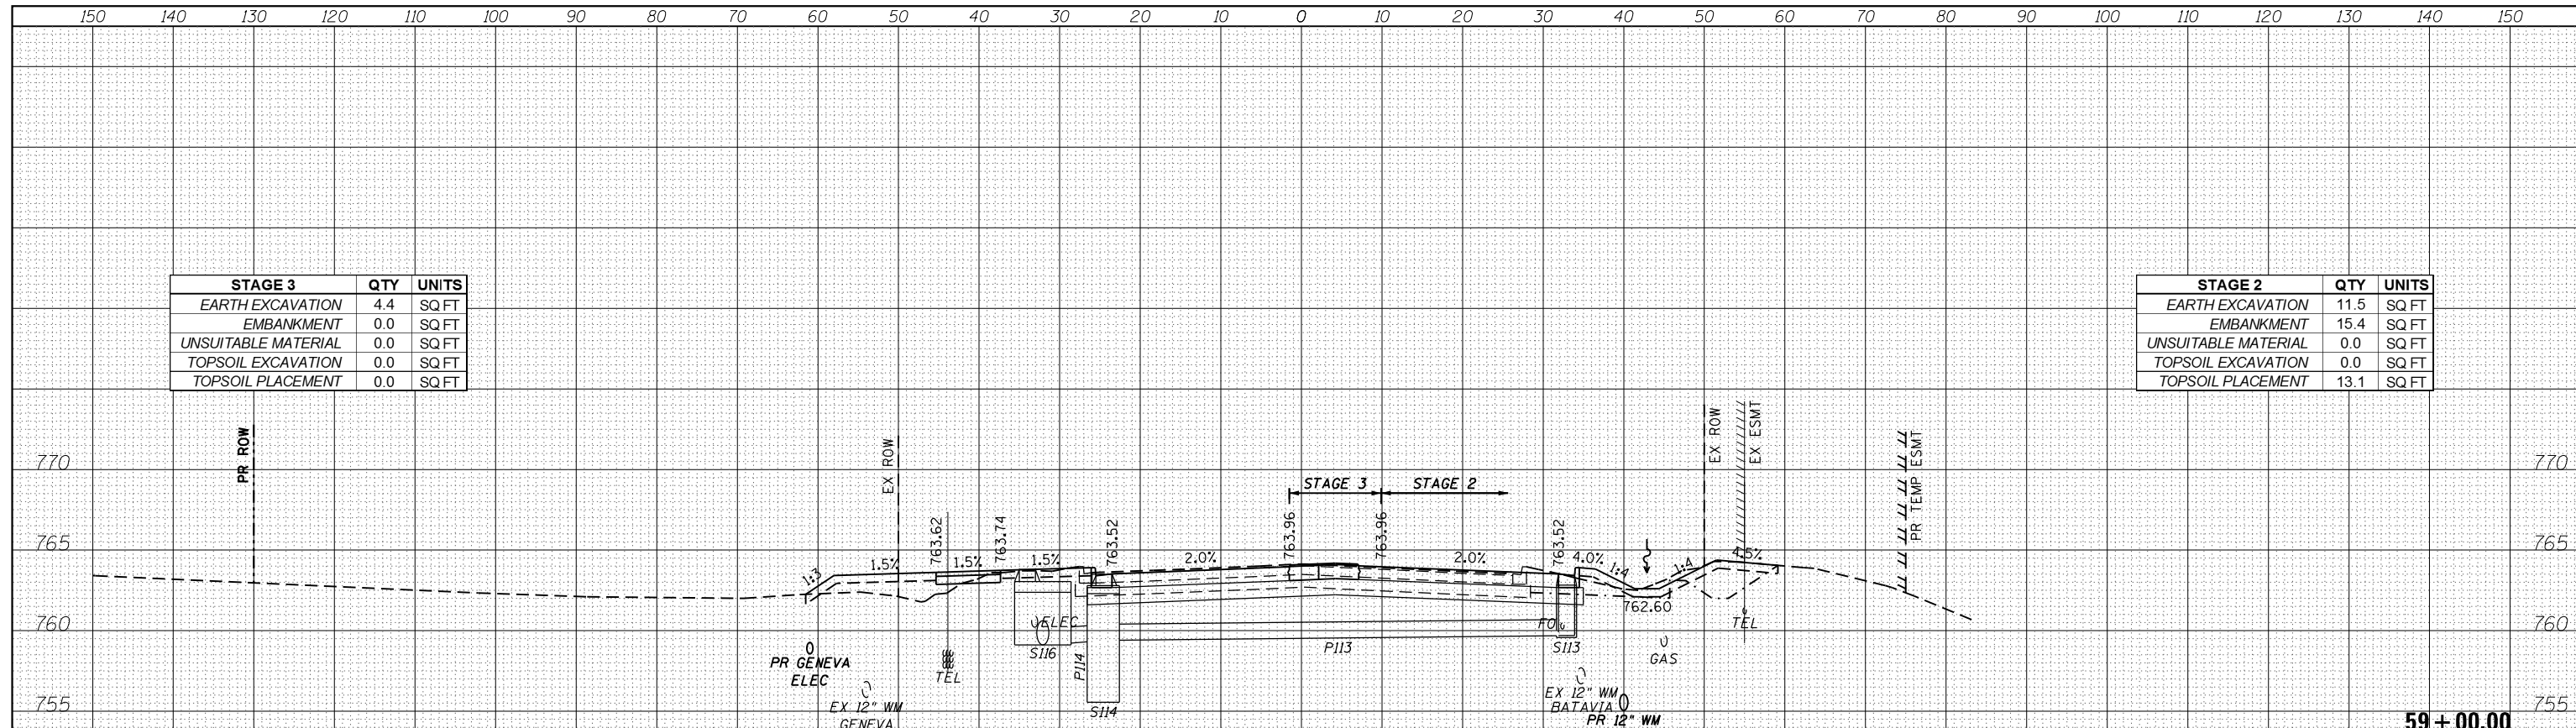 150 140 130 120 110 100 90 80 70 60 50 40 30 20 10 0 10 20 30 40 50 60 70 80 90 100 110 120 130 140 150
STAGE 3 QTY UNITS
EARTH EXCAVATION 4.4 SQ FT
EMBANKMENT 0.0 SQ FT
UNSUITABLE MATERIAL 0.0 SQ FT
TOPSOIL EXCAVATION 0.0 SQ FT
TOPSOIL PLACEMENT 0.0 SQ FT
STAGE 2 QTY UNITS
EARTH EXCAVATION 11.5 SQ FT
EMBANKMENT 15.4 SQ FT
UNSUITABLE MATERIAL 0.0 SQ FT
TOPSOIL EXCAVATION 0.0 SQ FT
TOPSOIL PLACEMENT 13.1 SQ FT
PR ROW
EX ROW
EX ROW
EX ESMT
PR TEMP ESMT
770 770
STAGE 3 STAGE 2
763.62
763.74
763.52
763.96
763.96
763.52
765 765
1:3 1.5% 1.5% 1.5% 2.0% 2.0% 4.0% 1:4 1:4 4.5%
762.60
760 760
ELEC
FO
TEL
PR GENEVA
ELEC
TEL
S116
P114
P113
S113
GAS
EX 12" WM
GENEVA
S114
EX 12" WM
BATAVIA
PR 12" WM
755 755
59+00.00